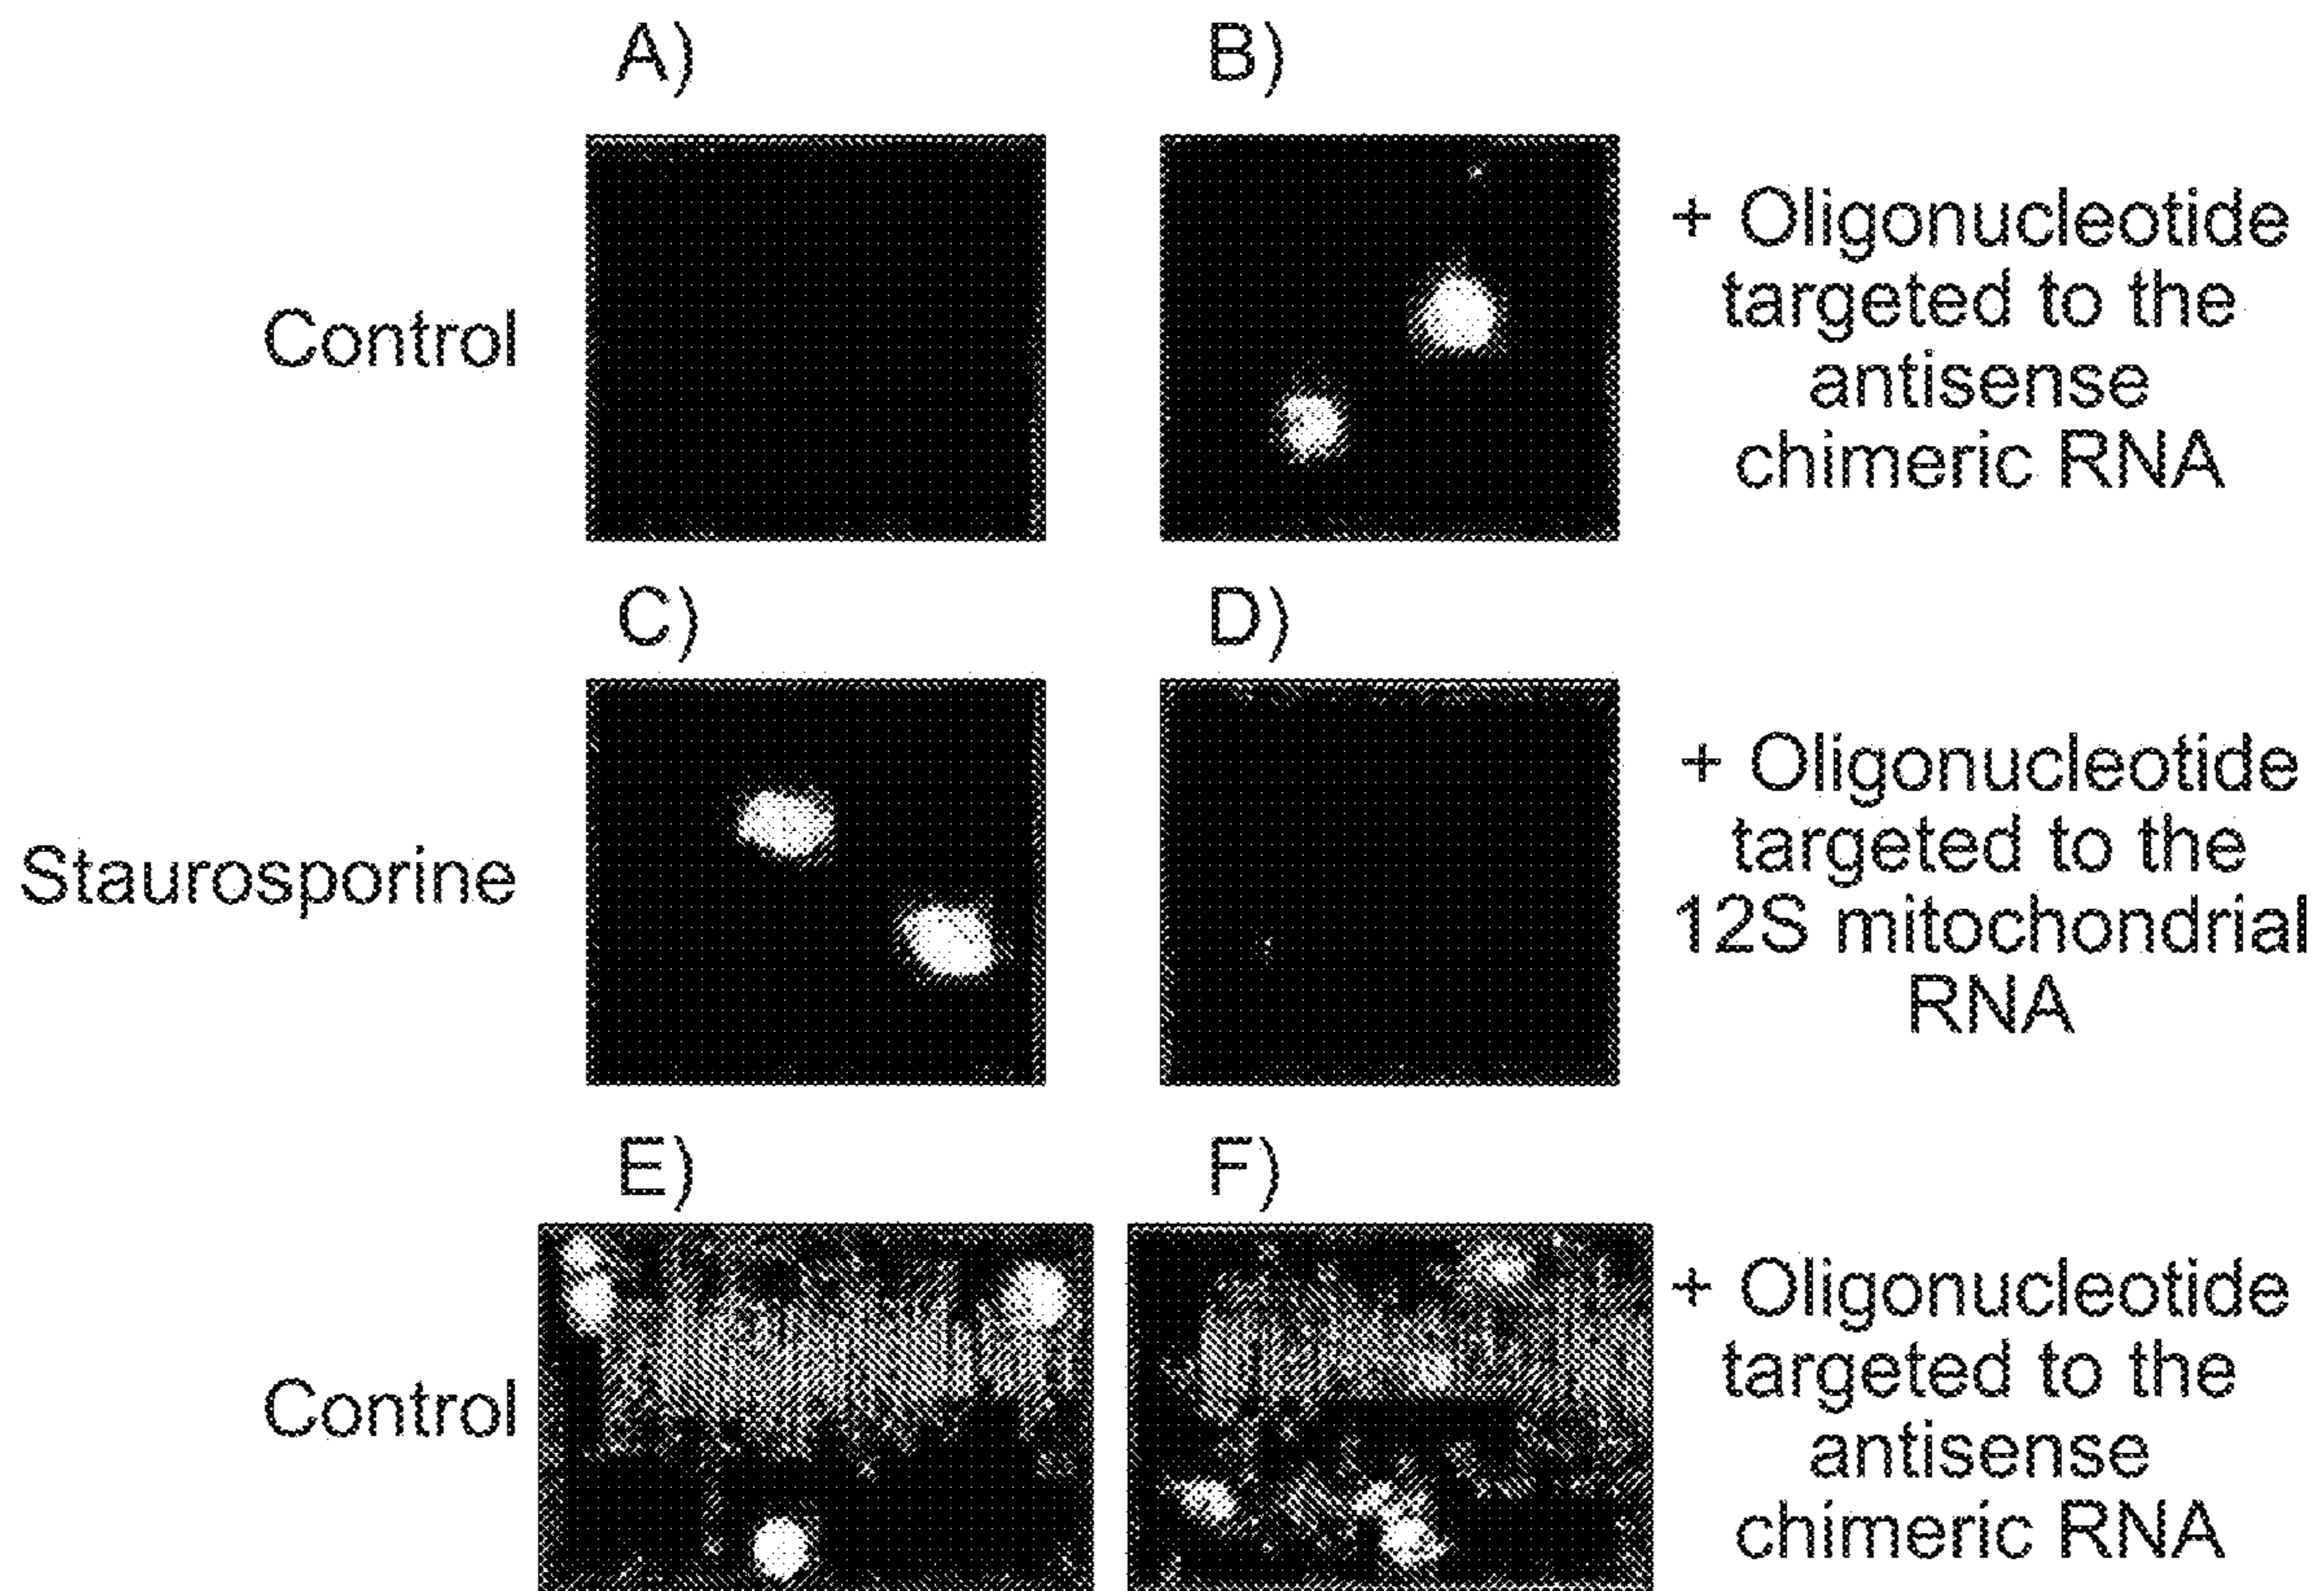 A)
B)
Control
+ Oligonucleotide
targeted to the
antisense
chimeric RNA
C)
D)
Staurosporine
+ Oligonucleotide
targeted to the
12S mitochondrial
RNA
E)
F)
Control
+ Oligonucleotide
targeted to the
antisense
chimeric RNA